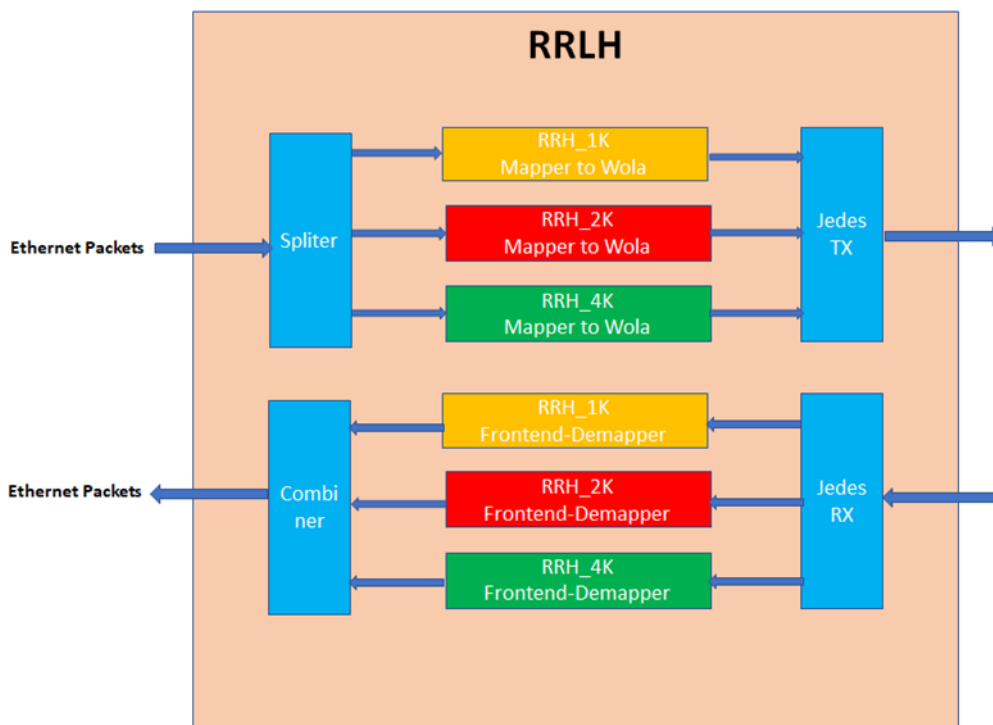 RRLH
RRH_1K
Mapper to Wola
Ethernet Packets
Spliter
RRH_2K
Mapper to Wola
Jedes
TX
RRH_4K
Mapper to Wola
RRH_1K
Frontend-Demapper
Ethernet Packets
Combi
ner
RRH_2K
Frontend-Demapper
Jedes
RX
RRH_4K
Frontend-Demapper